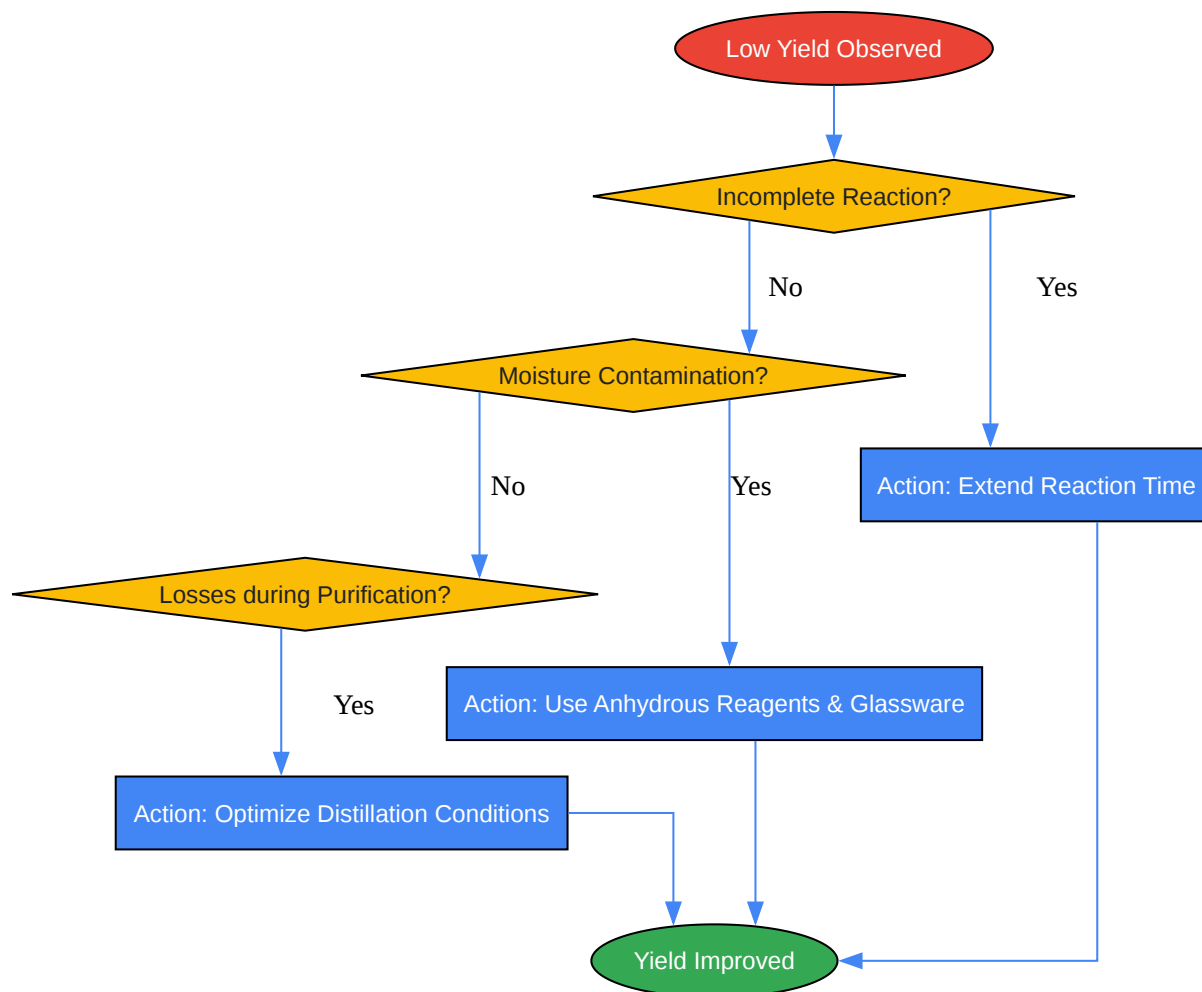 Low Yield Observed
Incomplete Reaction?
No
Yes
Moisture Contamination?
No
Yes
Action: Extend Reaction Time
Losses during Purification?
Yes
Action: Use Anhydrous Reagents & Glassware
Action: Optimize Distillation Conditions
Yield Improved